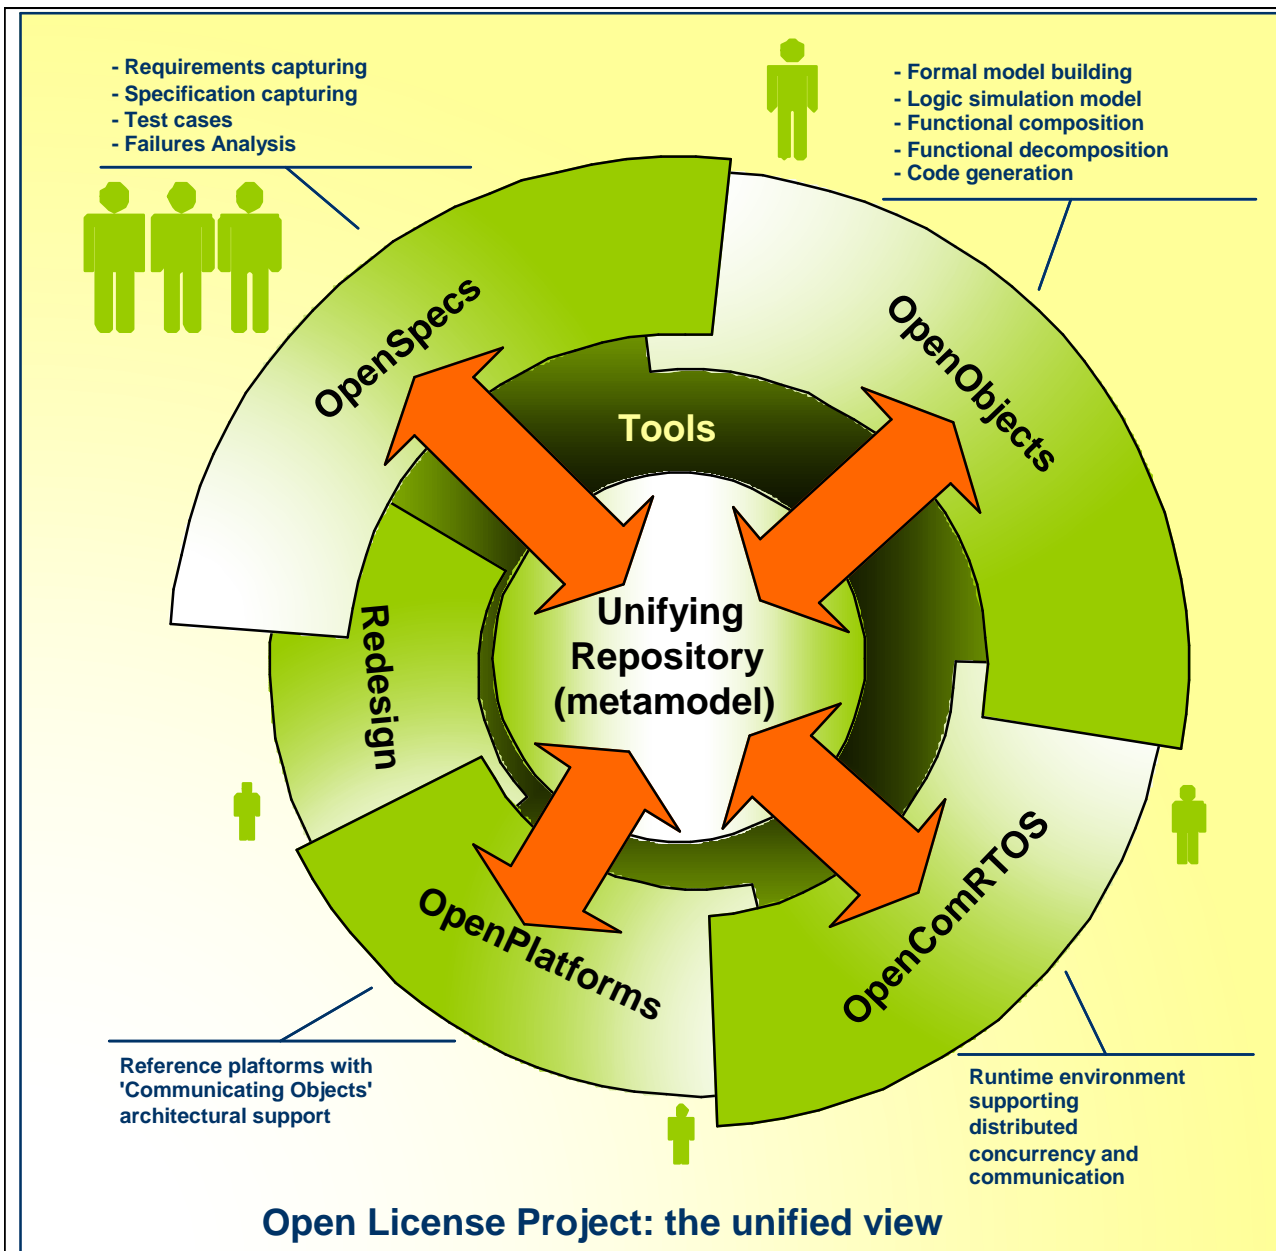 - Requirements capturing
- Specification capturing
- Test cases
- Failures Analysis
- Formal model building
- Logic simulation model
- Functional composition
- Functional decomposition
- Code generation
OpenSpecs
OpenObjects
Tools
Unifying
Repository
(metamodel)
Redesign
OpenPlatforms
OpenComRTOS
Reference plaftorms with
'Communicating Objects'
architectural support
Runtime environment
supporting
distributed
concurrency and
communication
Open License Project: the unified view